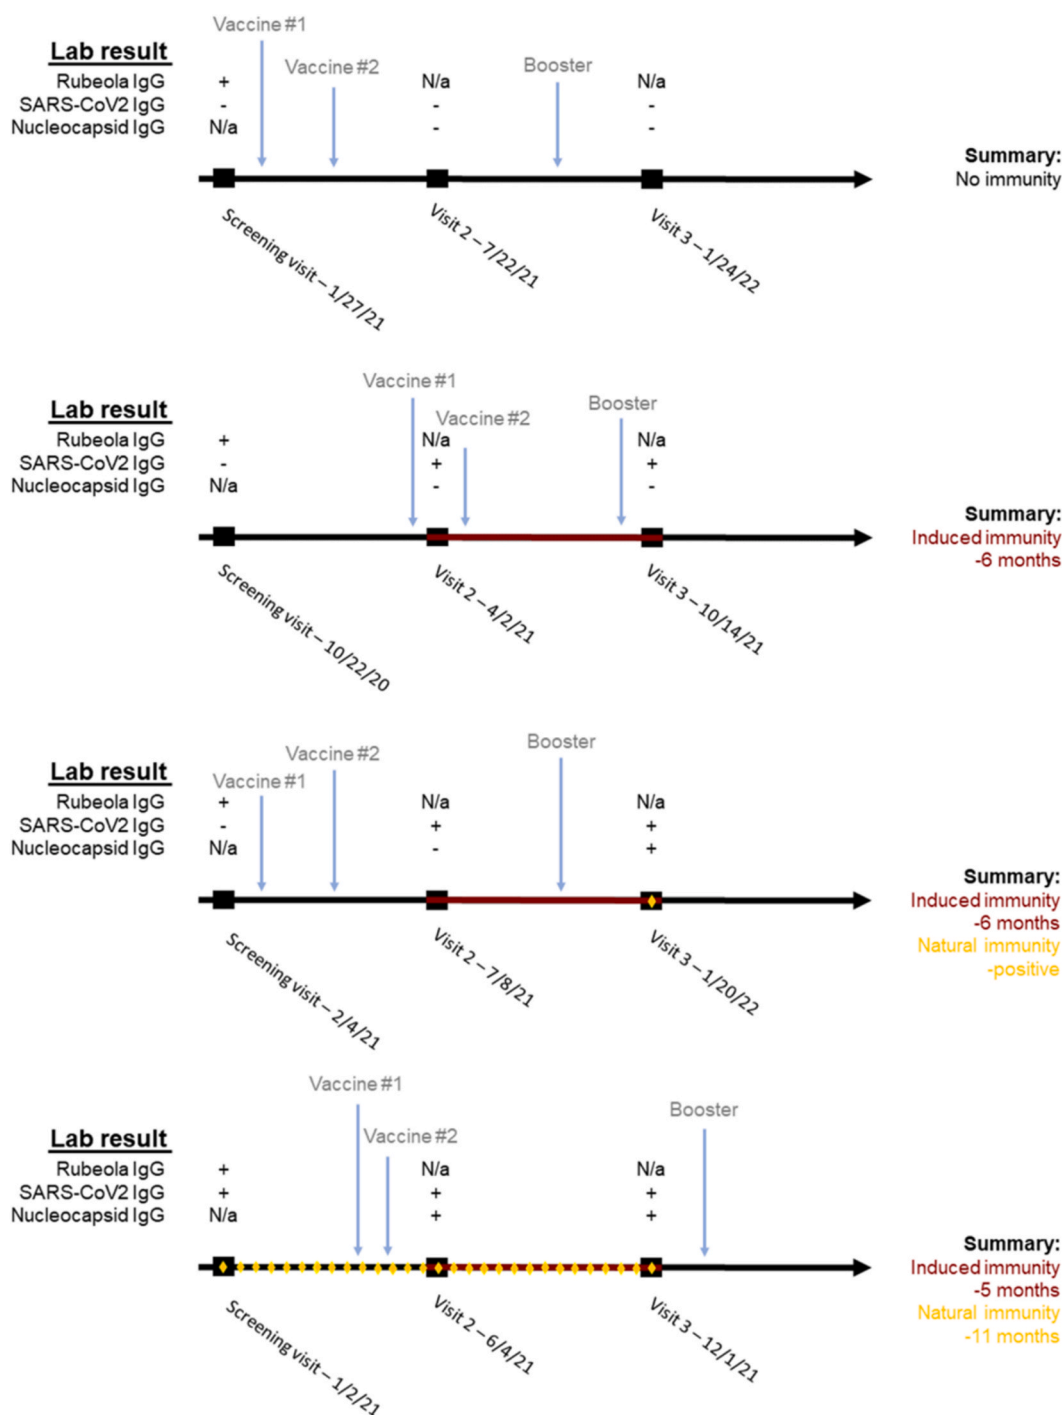 Vaccine #1
Lab result
Vaccine #2
Booster
Rubeola IgG + N/a N/a
SARS-CoV2 IgG - - -
Nucleocapsid IgG N/a - -
Summary:
No immunity
Screening visit – 1/27/21
Visit 2 – 7/22/21
Visit 3 – 1/24/22
Vaccine #1
Lab result
Vaccine #2
Booster
Rubeola IgG + N/a N/a
SARS-CoV2 IgG - + +
Nucleocapsid IgG N/a - -
Summary:
Induced immunity
-6 months
Screening visit – 10/22/20
Visit 2 – 4/2/21
Visit 3 – 10/14/21
Booster
Vaccine #2
Lab result
Vaccine #1
Rubeola IgG + N/a N/a
SARS-CoV2 IgG - + +
Nucleocapsid IgG N/a - +
Summary:
Induced immunity
-6 months
Natural immunity
-positive
Screening visit – 2/4/21
Visit 2 – 7/8/21
Visit 3 – 1/20/22
Vaccine #1
Booster
Lab result
Vaccine #2
Rubeola IgG + N/a N/a
SARS-CoV2 IgG + + +
Nucleocapsid IgG N/a + +
Summary:
Induced immunity
-5 months
Natural immunity
-11 months
Screening visit – 1/2/21
Visit 2 – 6/4/21
Visit 3 – 12/1/21